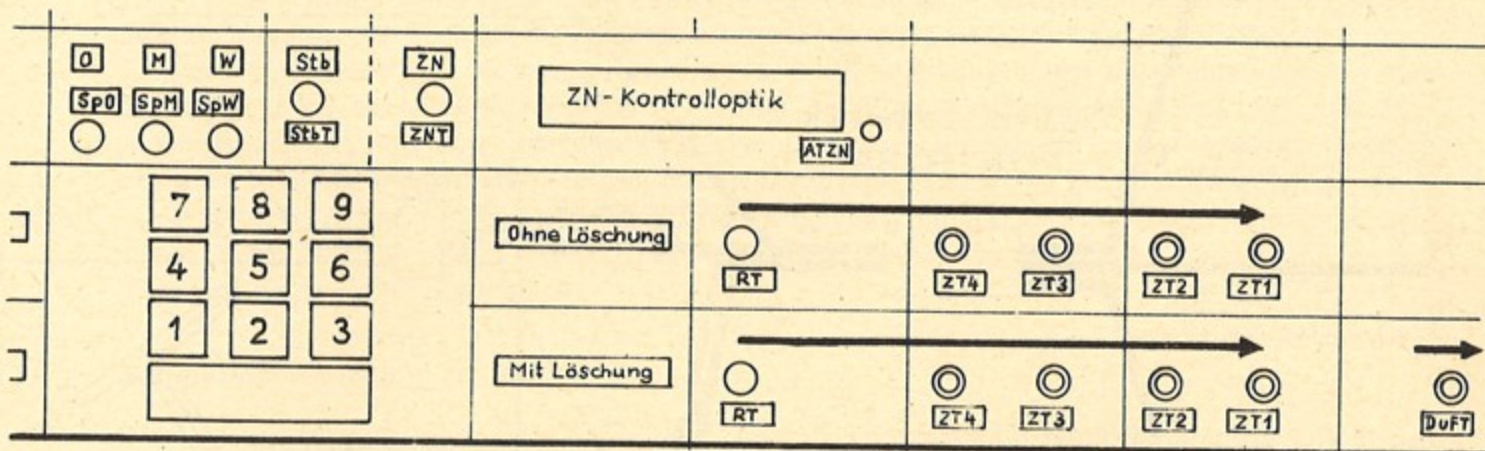 O M W Stb ZN
SpO SpM SpW
StbT ZNT
ZN-Kontrolloptik
ATZN
7 8 9
4 5 6
1 2 3
Ohne Löschung
RT ZT4 ZT3 ZT2 ZT1
Mit Löschung
RT ZT4 ZT3 ZT2 ZT1 DuFT